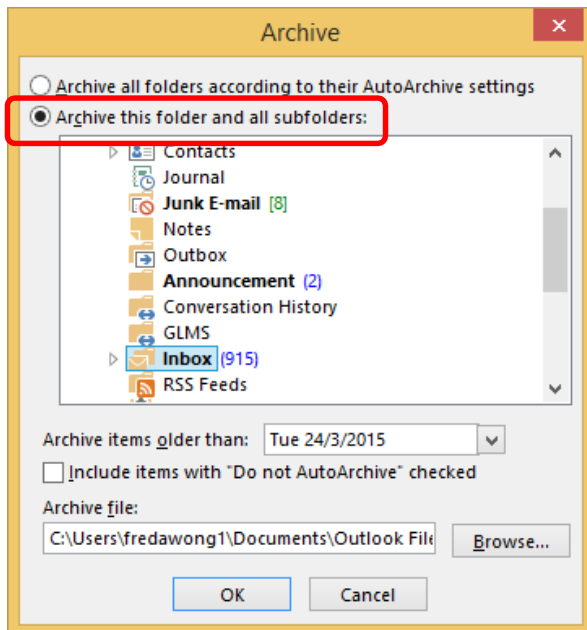 Archive
Archive all folders according to their AutoArchive settings
Archive this folder and all subfolders:
Contacts
Journal
Junk E-mail [8]
Notes
Outbox
Announcement (2)
Conversation History
GLMS
Inbox (915)
RSS Feeds
Archive items older than: Tue 24/3/2015
Include items with "Do not AutoArchive" checked
Archive file:
C:\Users\fredawong1\Documents\Outlook File Browse...
OK Cancel